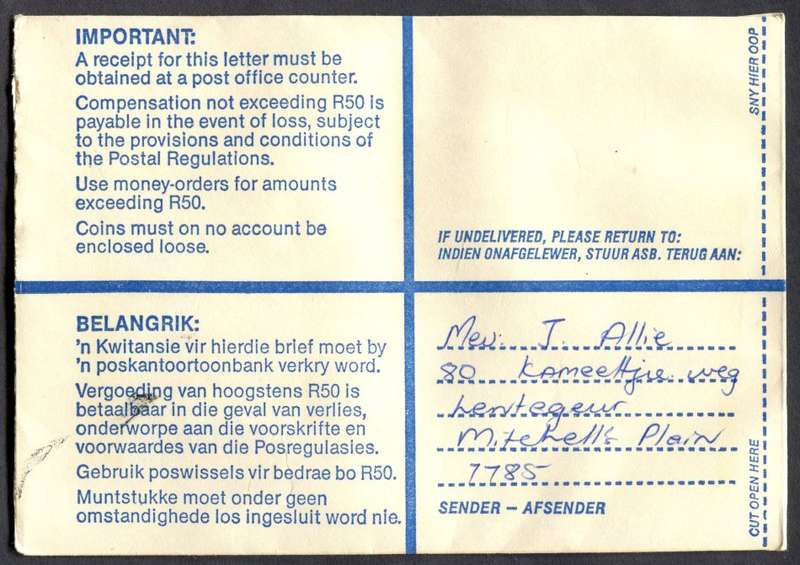 IMPORTANT:
A receipt for this letter must be
obtained at a post office counter.
Compensation not exceeding R50 is
payable in the event of loss, subject
to the provisions and conditions of
the Postal Regulations.
Use money-orders for amounts
exceeding R50.
Coins must on no account be
enclosed loose.
IF UNDELIVERED, PLEASE RETURN TO:
INDIEN ONAFGELEWER, STUUR ASB. TERUG AAN:
SNY HIER OOP
BELANGRIK:
'n Kwitansie vir hierdie brief moet by
'n poskantoortoonbank verkry word.
Vergoeding van hoogstens R50 is
betaalbaar in die geval van verlies,
onderworpe aan die voorskrifte en
voorwaardes van die Posregulasies.
Gebruik poswissels vir bedrae bo R50.
Muntstukke moet onder geen
omstandighede los ingesluit word nie.
Mev. J. Allie
80 Kameeltjie weg
Lentegeur
Mitchell's Plain
7785
SENDER – AFSENDER
CUT OPEN HERE